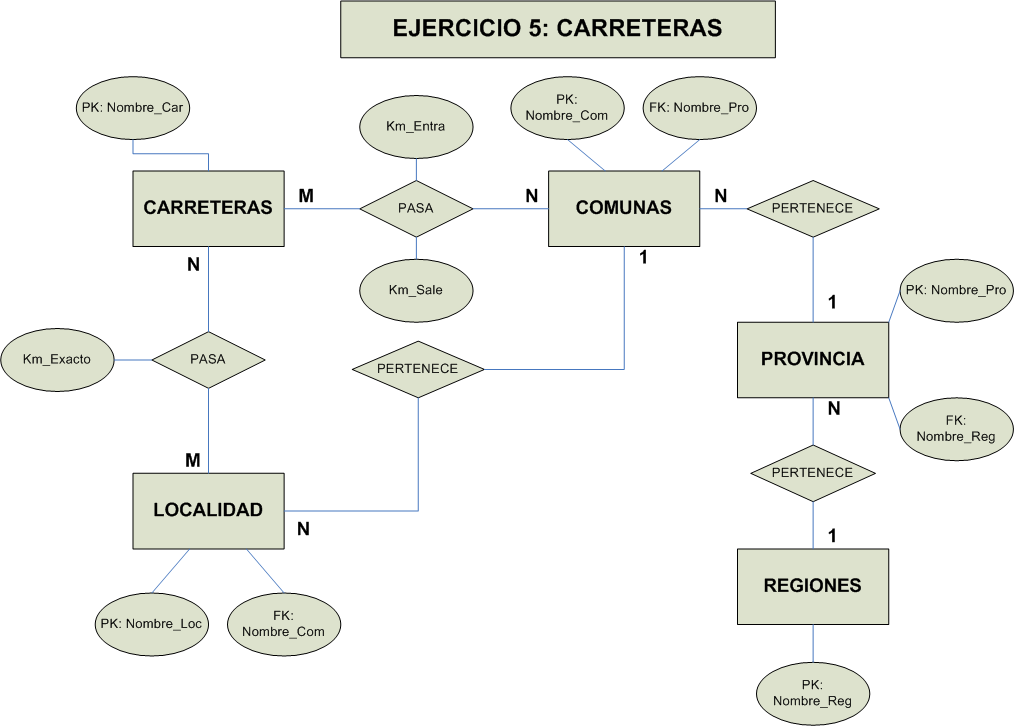 EJERCICIO 5: CARRETERAS
PK: Nombre_Car
Km_Entra
PK:
Nombre_Com
FK: Nombre_Pro
CARRETERAS
M
PASA
N
COMUNAS
N
PERTENECE
N
Km_Sale
1
1
PK: Nombre_Pro
Km_Exacto
PASA
PERTENECE
PROVINCIA
N
FK:
Nombre_Reg
M
PERTENECE
LOCALIDAD
N
1
REGIONES
PK: Nombre_Loc
FK:
Nombre_Com
PK:
Nombre_Reg